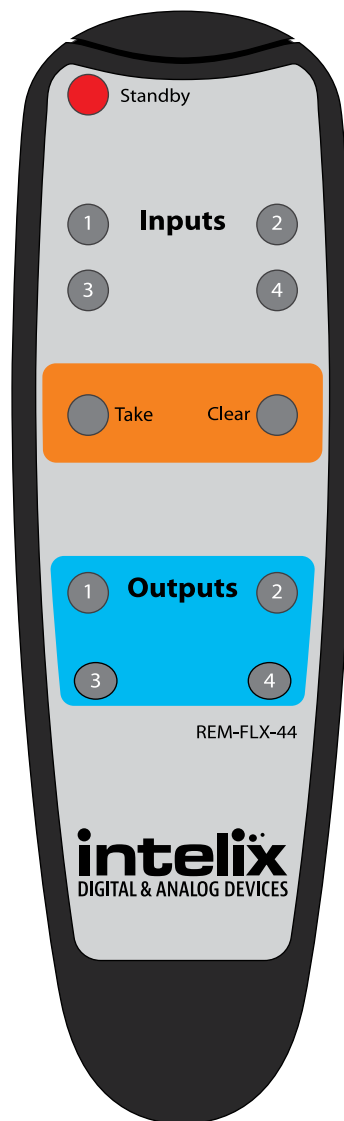 Standby
1 Inputs 2
3 4
Take Clear
1 Outputs 2
3 4
REM-FLX-44
intelix
DIGITAL & ANALOG DEVICES